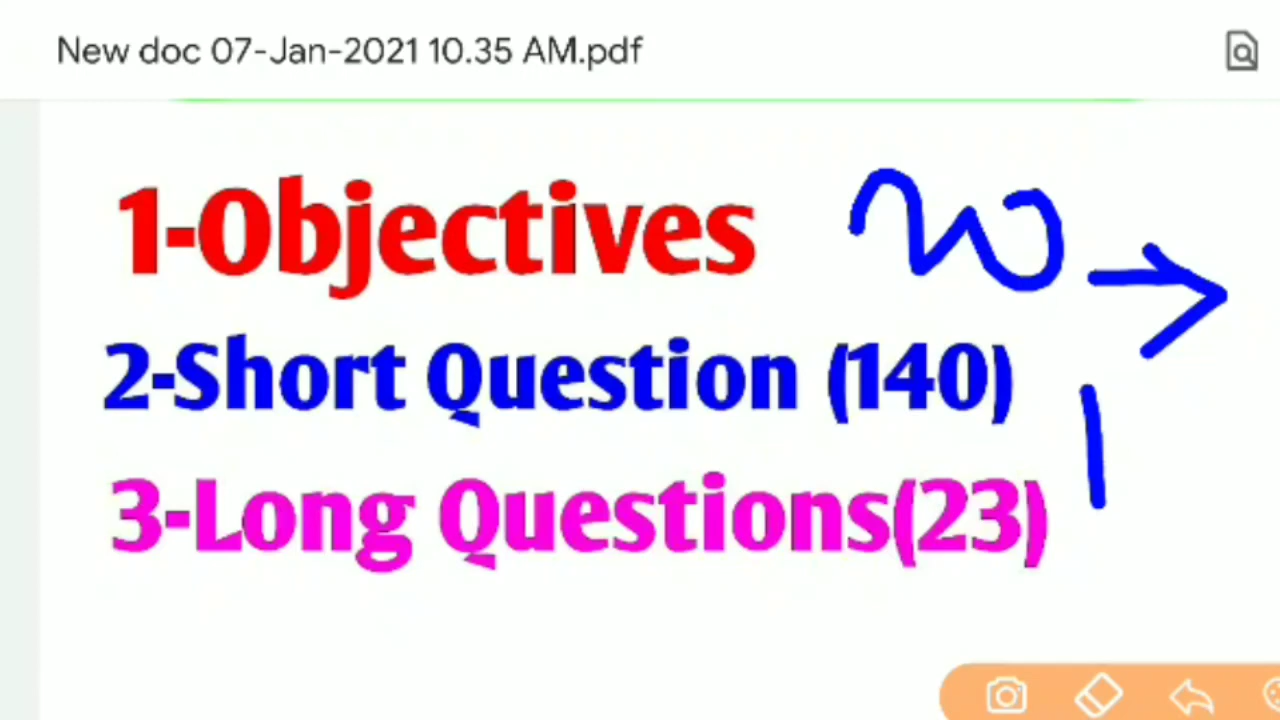 New doc 07-Jan-2021 10.35 AM.pdf
1-Objectives
2-Short Question (140)
3-Long Questions(23)